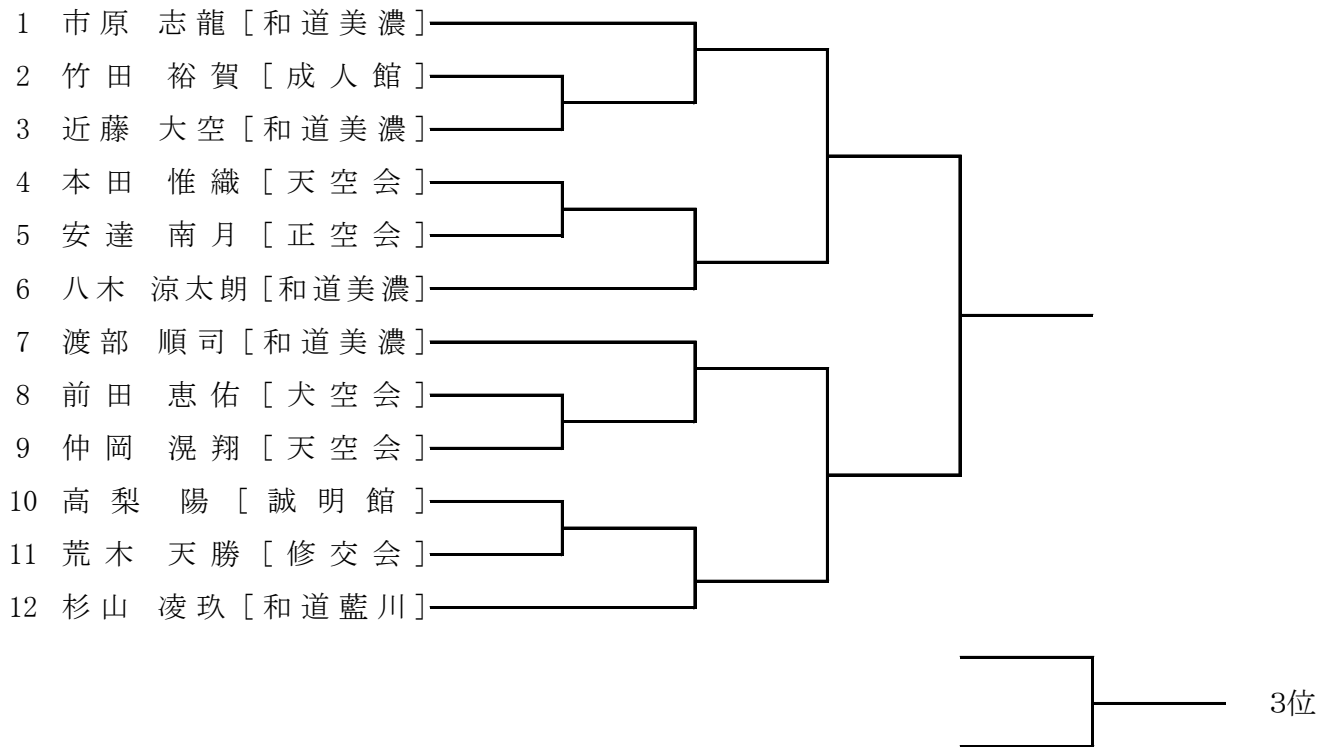 1 市原 志龍 [和道美濃]
2 竹田 裕賀 [成人館]
3 近藤 大空 [和道美濃]
4 本田 惟織 [天空会]
5 安達 南月 [正空会]
6 八木 涼太朗 [和道美濃]
7 渡部 順司 [和道美濃]
8 前田 恵佑 [犬空会]
9 仲岡 滉翔 [天空会]
10 高梨 陽 [誠明館]
11 荒木 天勝 [修交会]
12 杉山 凌玖 [和道藍川]
3位